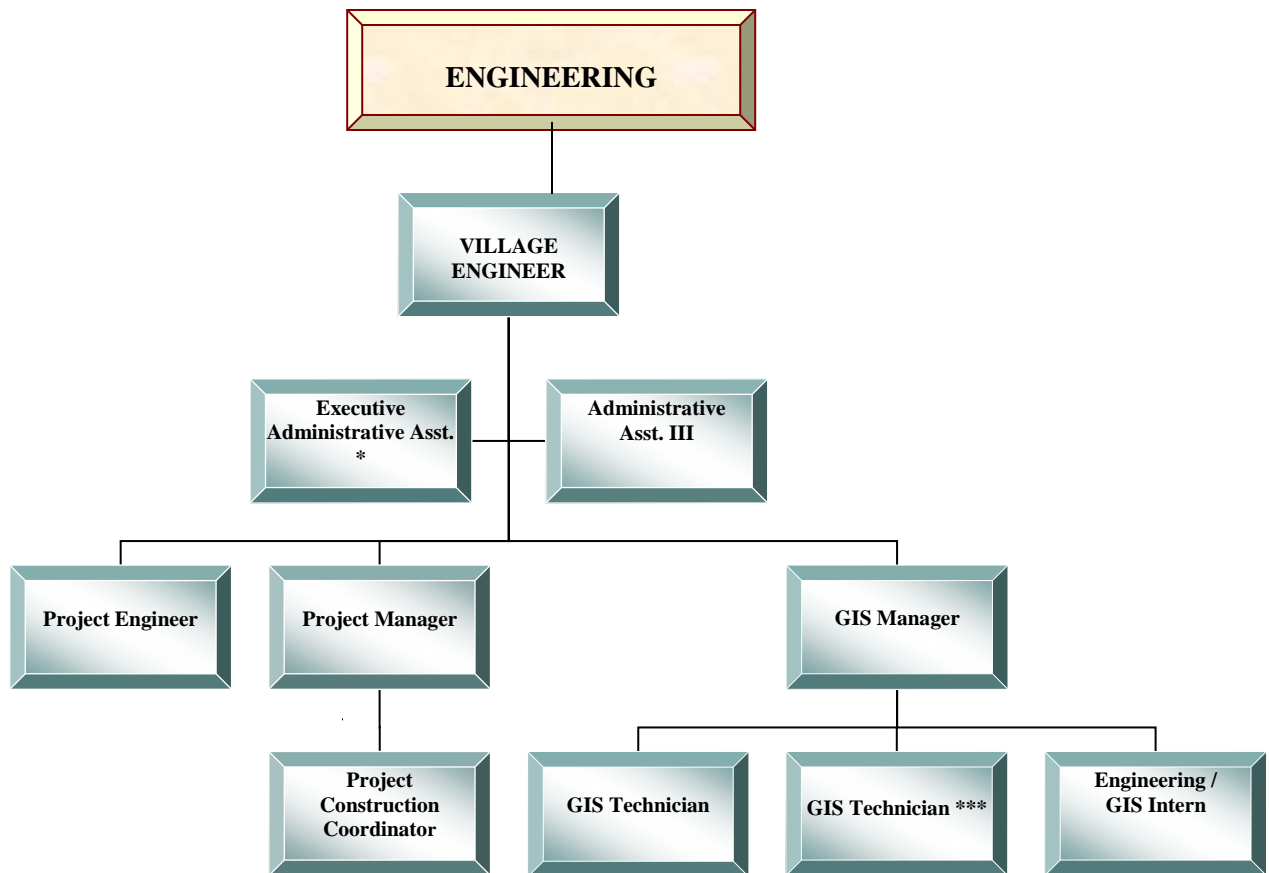 ENGINEERING
VILLAGE
ENGINEER
Executive
Administrative Asst.
*
Administrative
Asst. III
Project Engineer
Project Manager
GIS Manager
Project
Construction
Coordinator
GIS Technician
GIS Technician ***
Engineering /
GIS Intern